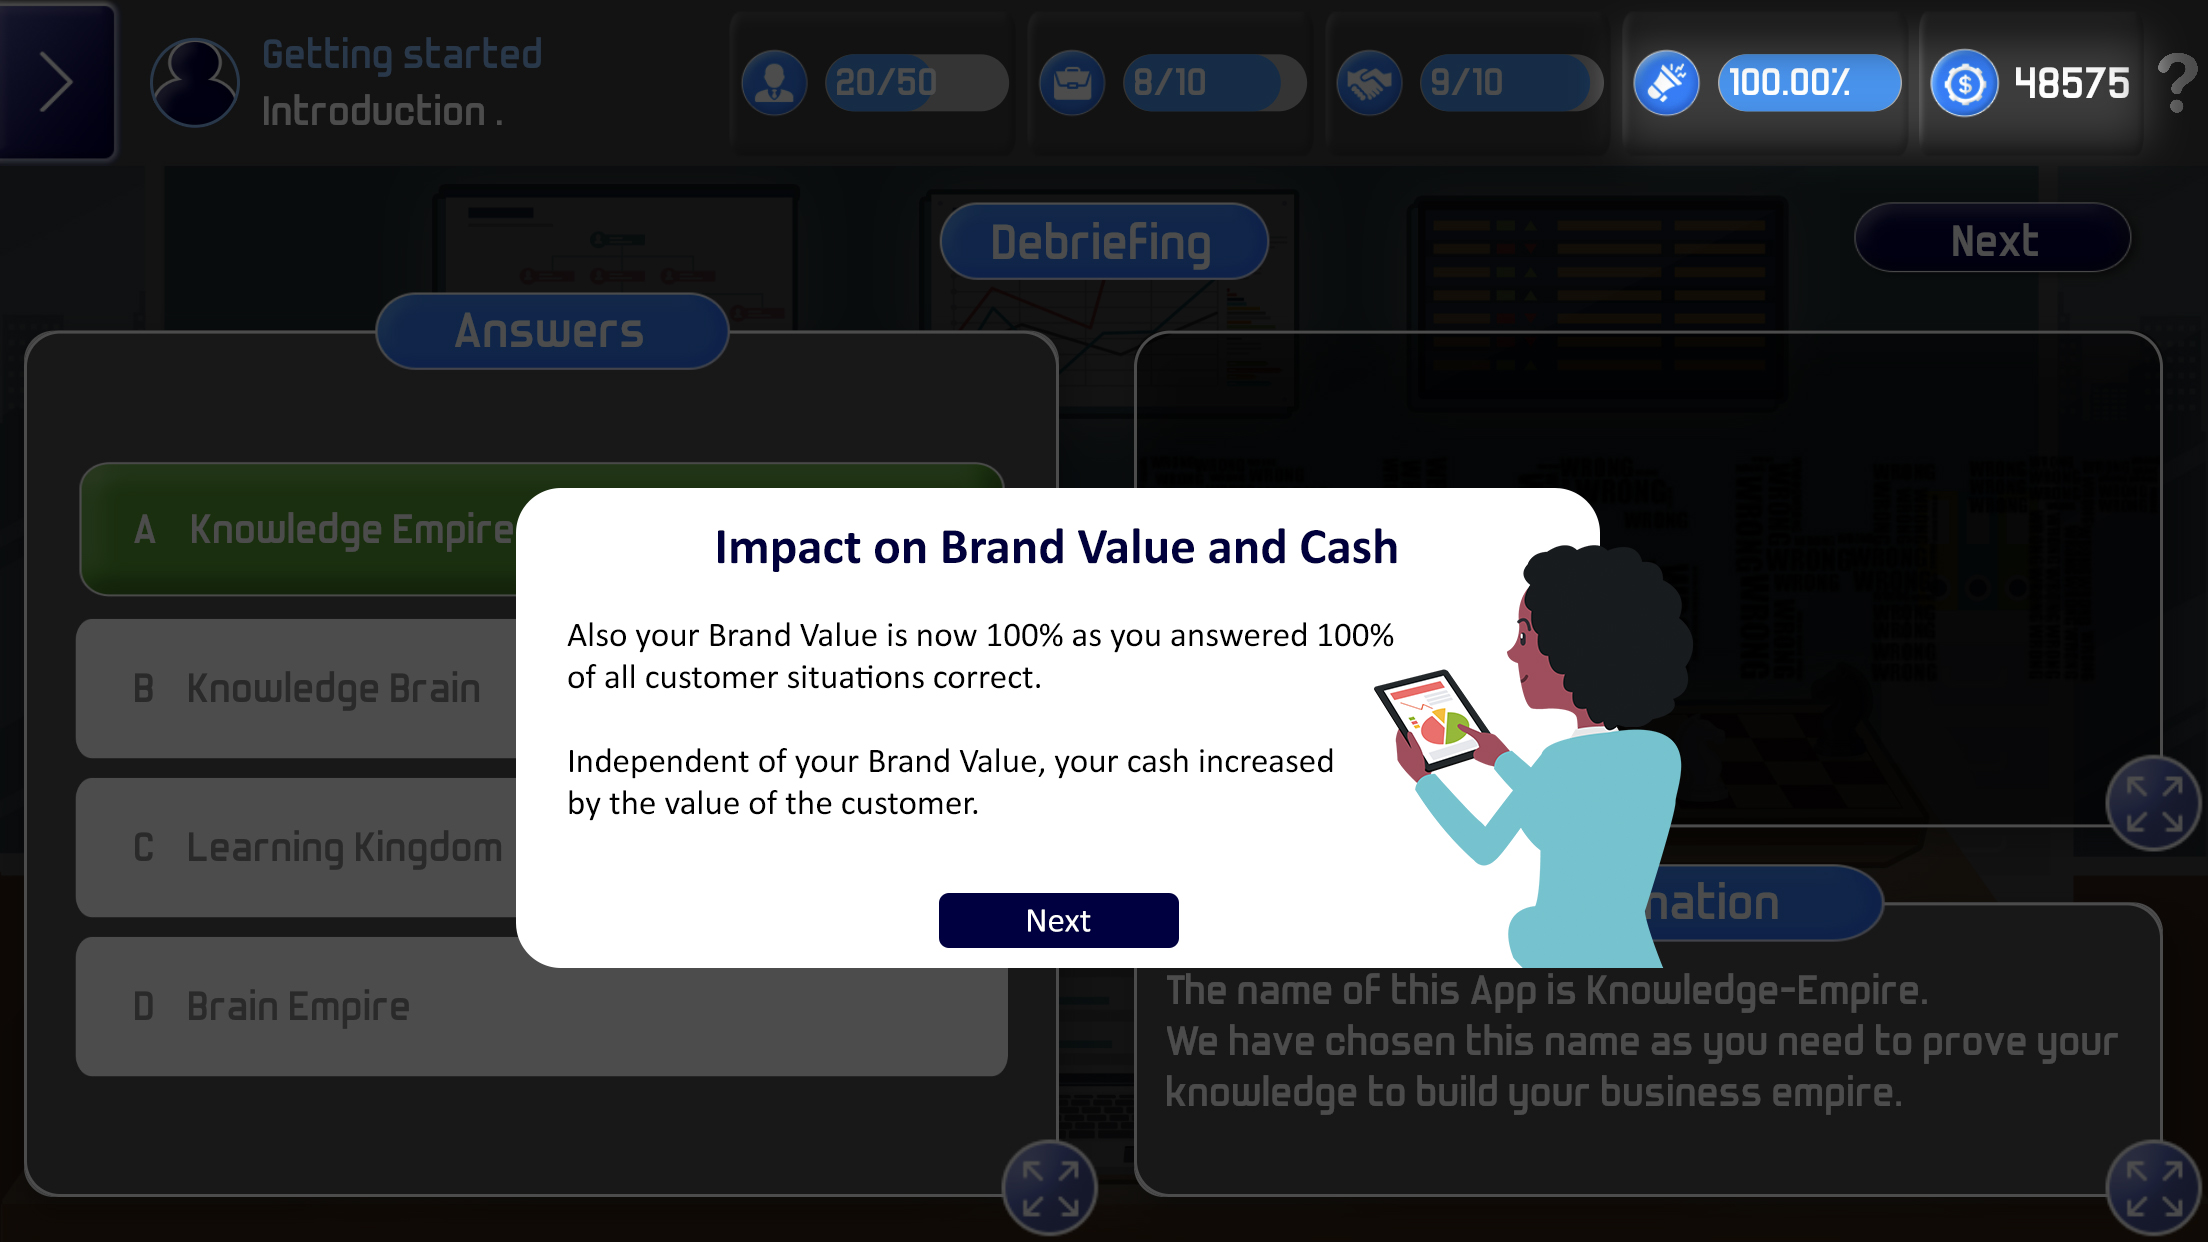 Getting started
Introduction .
20/50
8/10
9/10
100.00%
48575
?
Debriefing
Next
Answers
A Knowledge Empire
B Knowledge Brain
C Learning Kingdom
D Brain Empire
Impact on Brand Value and Cash
Also your Brand Value is now 100% as you answered 100%
of all customer situations correct.
Independent of your Brand Value, your cash increased
by the value of the customer.
Next
nation
The name of this App is Knowledge-Empire.
We have chosen this name as you need to prove your
knowledge to build your business empire.